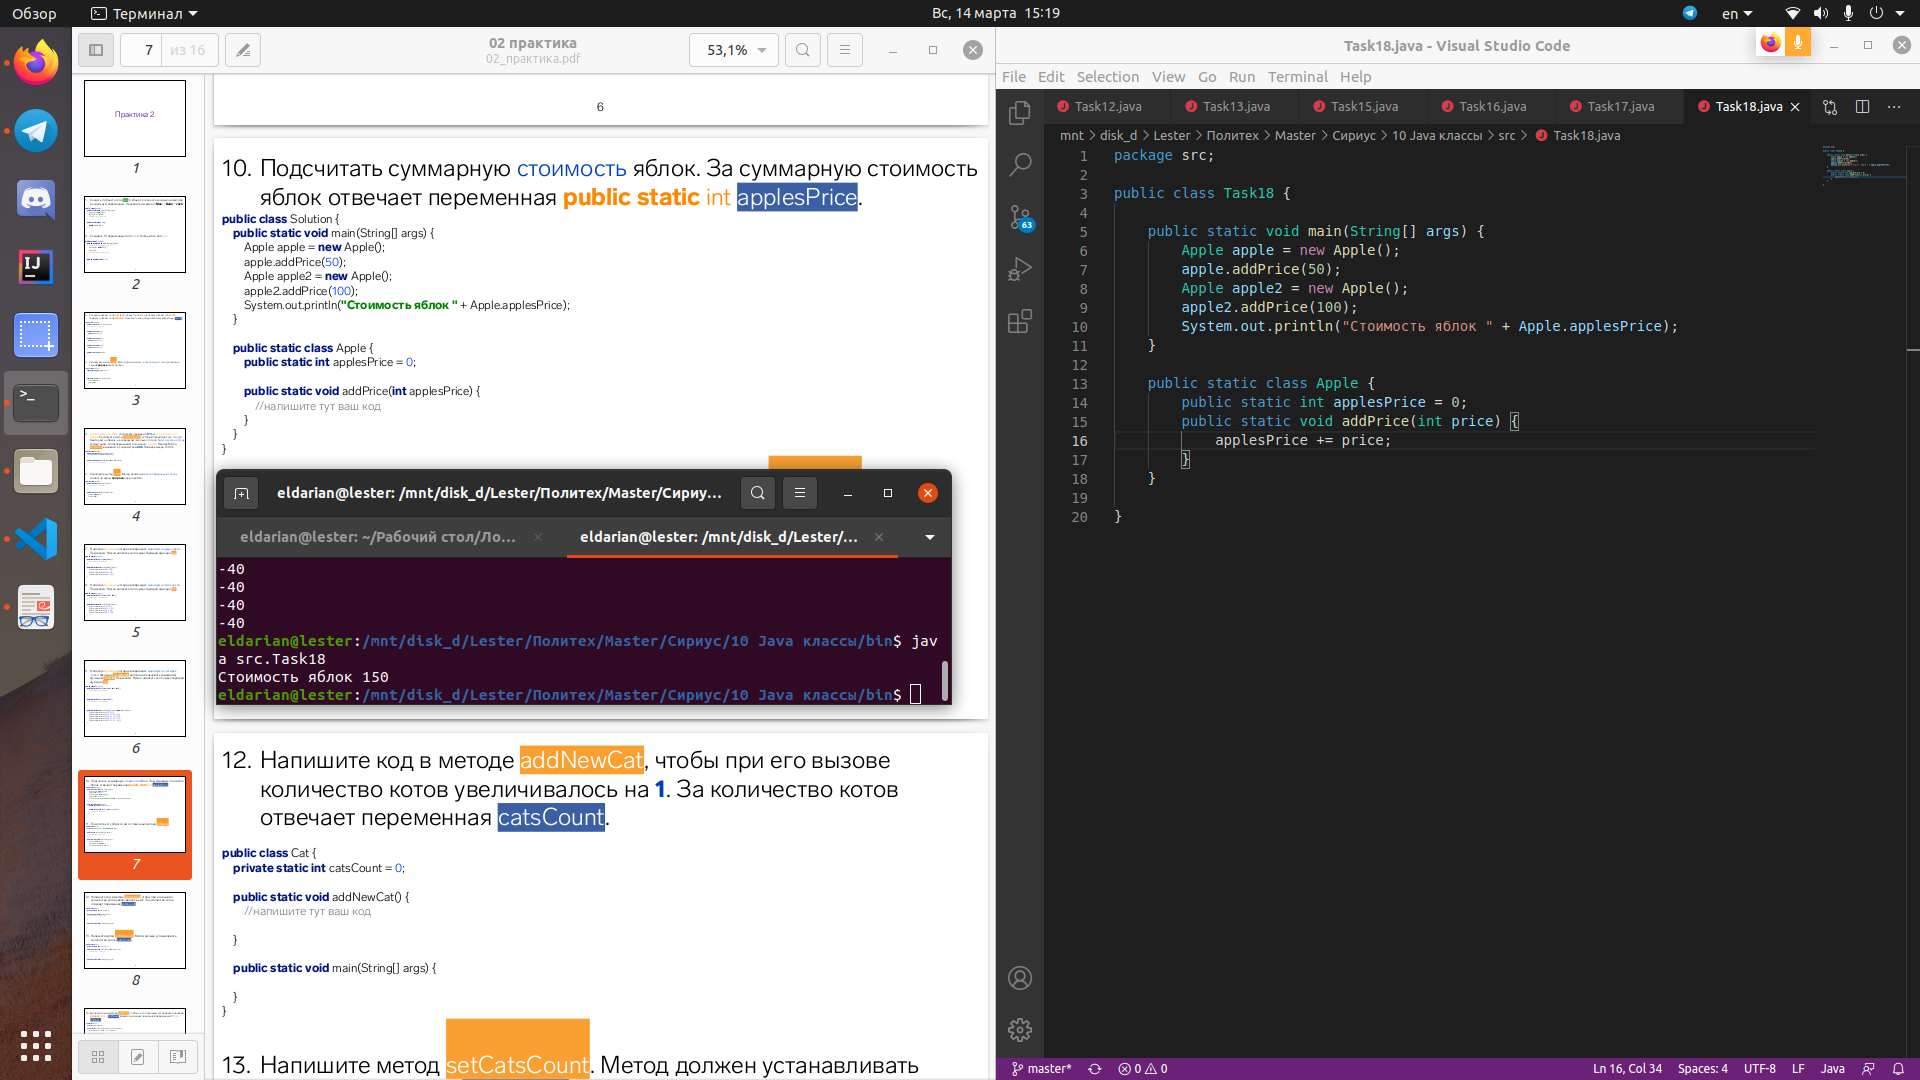 Обзор
Терминал
Вс, 14 марта 15:19
en
7
из 16
02 практика
02_практика.pdf
53,1%
Практика 2
1
2
3
4
5
6
7
8
6
10. Подсчитать суммарную стоимость яблок. За суммарную стоимость
яблок отвечает переменная public static int applesPrice.
public class Solution {
public static void main(String[] args) {
Apple apple = new Apple();
apple.addPrice(50);
Apple apple2 = new Apple();
apple2.addPrice(100);
System.out.println("Стоимость яблок " + Apple.applesPrice);
}
public static class Apple {
public static int applesPrice = 0;
public static void addPrice(int applesPrice) {
//напишите тут ваш код
}
}
}
eldarian@lester: /mnt/disk_d/Lester/Политех/Master/Сириу...
eldarian@lester: ~/Рабочий стол/Ло...
eldarian@lester: /mnt/disk_d/Lester/...
-40
-40
-40
-40
eldarian@lester:/mnt/disk_d/Lester/Политех/Master/Сириус/10 Java классы/bin$ jav
a src.Task18
Стоимость яблок 150
eldarian@lester:/mnt/disk_d/Lester/Политех/Master/Сириус/10 Java классы/bin$
12. Напишите код в методе addNewCat, чтобы при его вызове
количество котов увеличивалось на 1. За количество котов
отвечает переменная catsCount.
public class Cat {
private static int catsCount = 0;
public static void addNewCat() {
//напишите тут ваш код
}
public static void main(String[] args) {
}
}
13. Напишите метод setCatsCount. Метод должен устанавливать
Task18.java - Visual Studio Code
File Edit Selection View Go Run Terminal Help
Task12.java Task13.java Task15.java Task16.java Task17.java Task18.java
mnt > disk_d > Lester > Политех > Master > Сириус > 10 Java классы > src > Task18.java
63
1 package src;
2
3 public class Task18 {
4
5 public static void main(String[] args) {
6 Apple apple = new Apple();
7 apple.addPrice(50);
8 Apple apple2 = new Apple();
9 apple2.addPrice(100);
10 System.out.println("Стоимость яблок " + Apple.applesPrice);
11 }
12
13 public static class Apple {
14 public static int applesPrice = 0;
15 public static void addPrice(int price) {
16 applesPrice += price;
17 }
18 }
19
20 }
master* 0 0
Ln 16, Col 34 Spaces: 4 UTF-8 LF Java